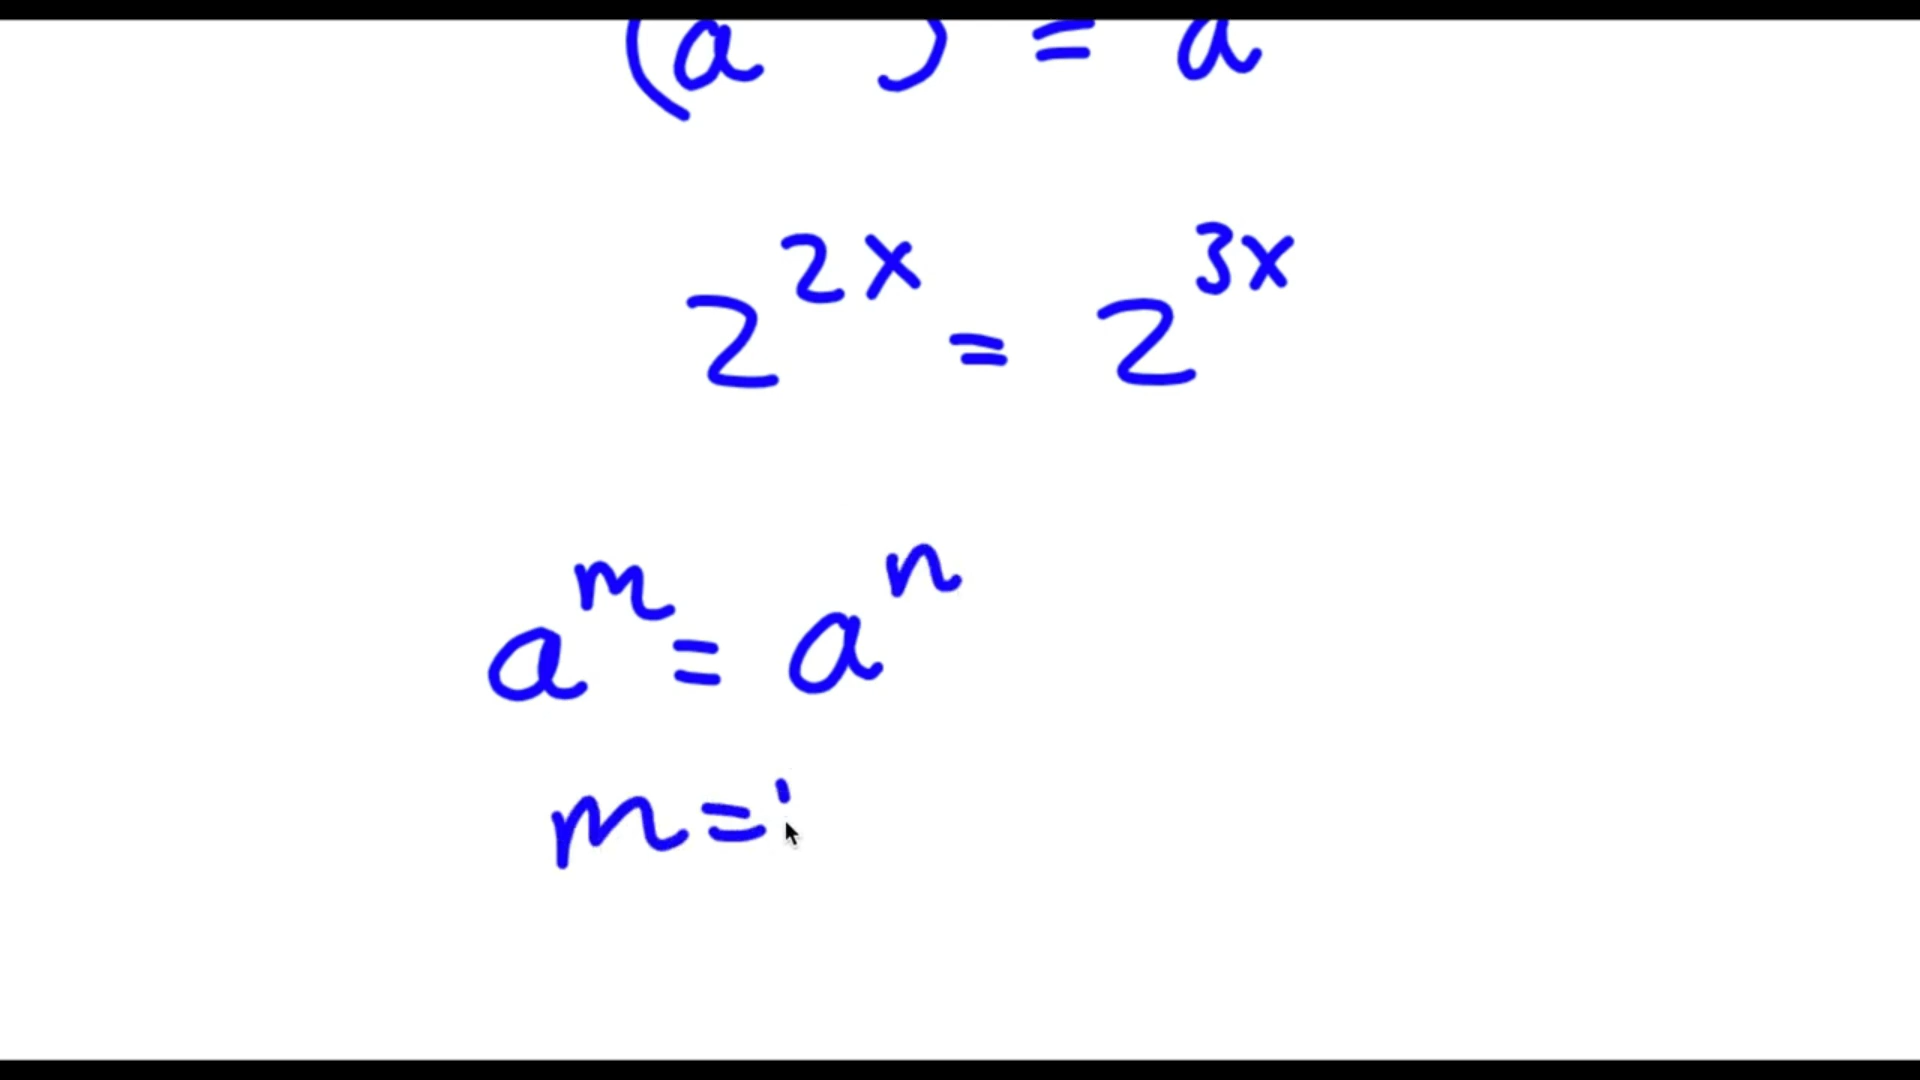 (a ) = a
2^{2x} = 2^{3x}
a^m = a^n
m =